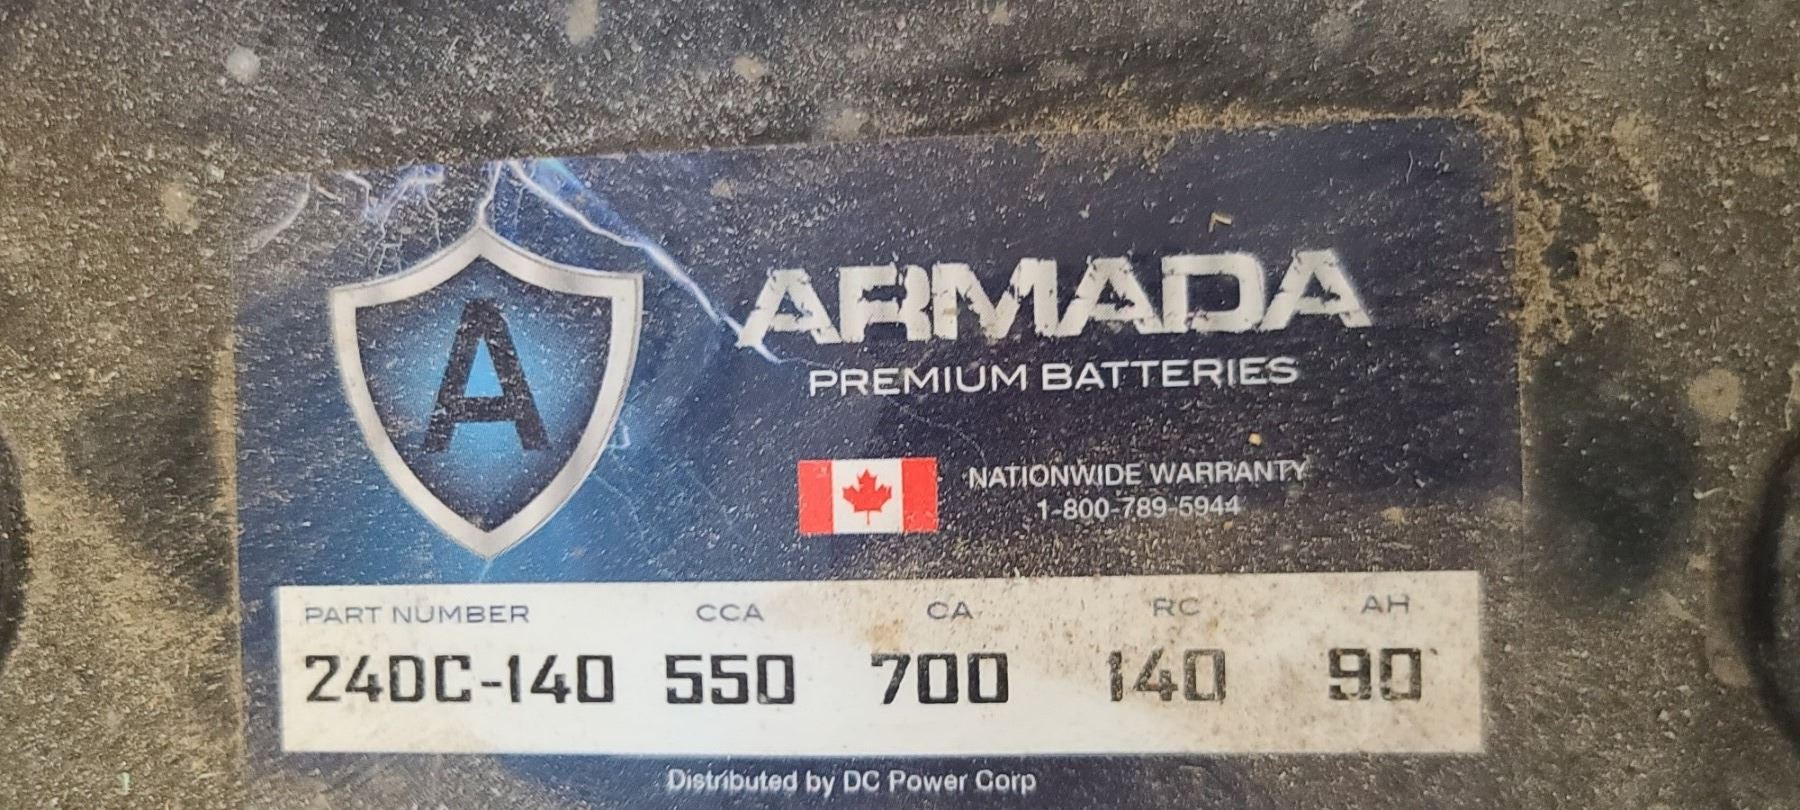 A
ARMADA
PREMIUM BATTERIES
NATIONWIDE WARRANTY
1-800-789-5944
PART NUMBER CCA CA RC AH
24DC-140 550 700 140 90
Distributed by DC Power Corp